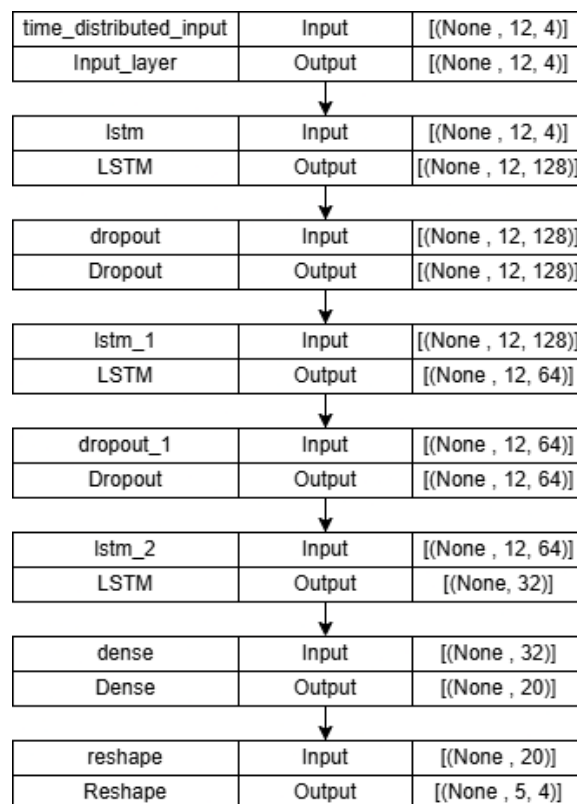 time_distributed_input Input [(None , 12, 4)]
Input_layer Output [(None , 12, 4)]
lstm Input [(None , 12, 4)]
LSTM Output [(None , 12, 128)]
dropout Input [(None , 12, 128)]
Dropout Output [(None , 12, 128)]
lstm_1 Input [(None , 12, 128)]
LSTM Output [(None , 12, 64)]
dropout_1 Input [(None , 12, 64)]
Dropout Output [(None , 12, 64)]
lstm_2 Input [(None , 12, 64)]
LSTM Output [(None, 32)]
dense Input [(None , 32)]
Dense Output [(None , 20)]
reshape Input [(None , 20)]
Reshape Output [(None , 5, 4)]